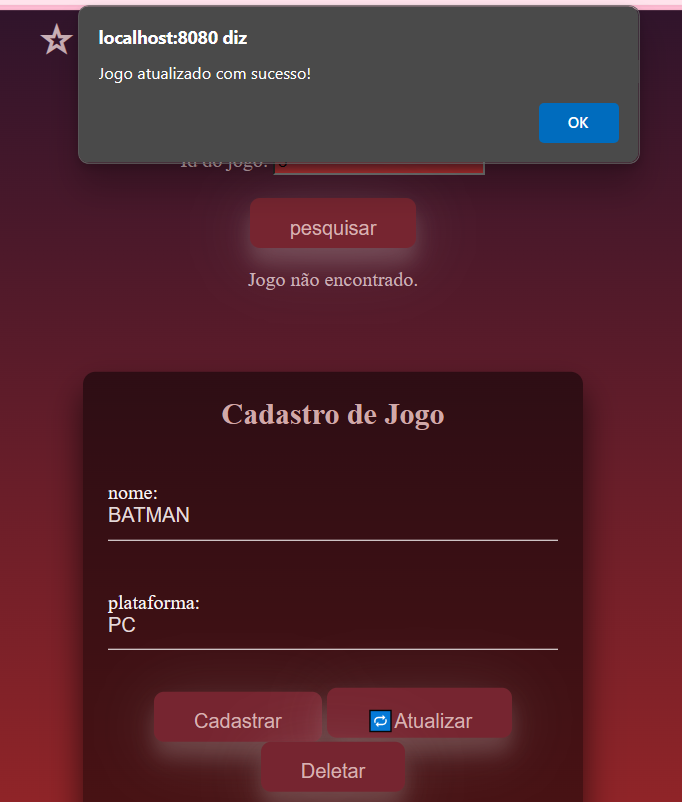 localhost:8080 diz
Jogo atualizado com sucesso!
OK
Id do jogo:
pesquisar
Jogo não encontrado.
Cadastro de Jogo
nome:
BATMAN
plataforma:
PC
Cadastrar
Atualizar
Deletar